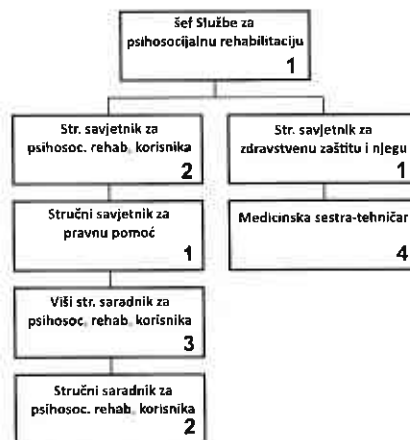 šef Službe za
psihosocijalnu rehabilitaciju
1
Str. savjetnik za
psihosoc. rehab. korisnika
2
Str. savjetnik za
zdravstvenu zaštitu i njegu
1
Stručni savjetnik za
pravnu pomoć
1
Medicinska sestra-tehničar
4
Viši str. saradnik za
psihosoc. rehab. korisnika
3
Stručni saradnik za
psihosoc. rehab. korisnika
2